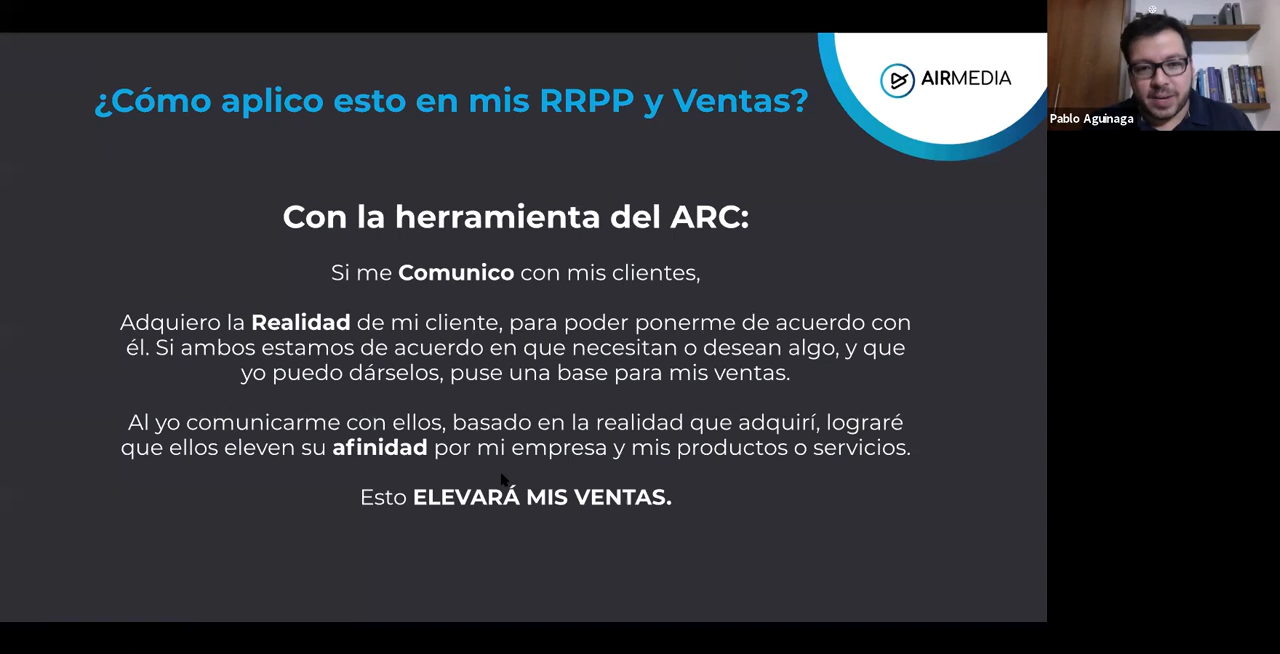 ¿Cómo aplico esto en mis RRPP y Ventas?
AIRMEDIA
Pablo Aguinaga
Con la herramienta del ARC:
Si me Comunico con mis clientes,
Adquiero la Realidad de mi cliente, para poder ponerme de acuerdo con
él. Si ambos estamos de acuerdo en que necesitan o desean algo, y que
yo puedo dárselos, puse una base para mis ventas.
Al yo comunicarme con ellos, basado en la realidad que adquirí, lograré
que ellos eleven su afinidad por mi empresa y mis productos o servicios.
Esto ELEVARÁ MIS VENTAS.